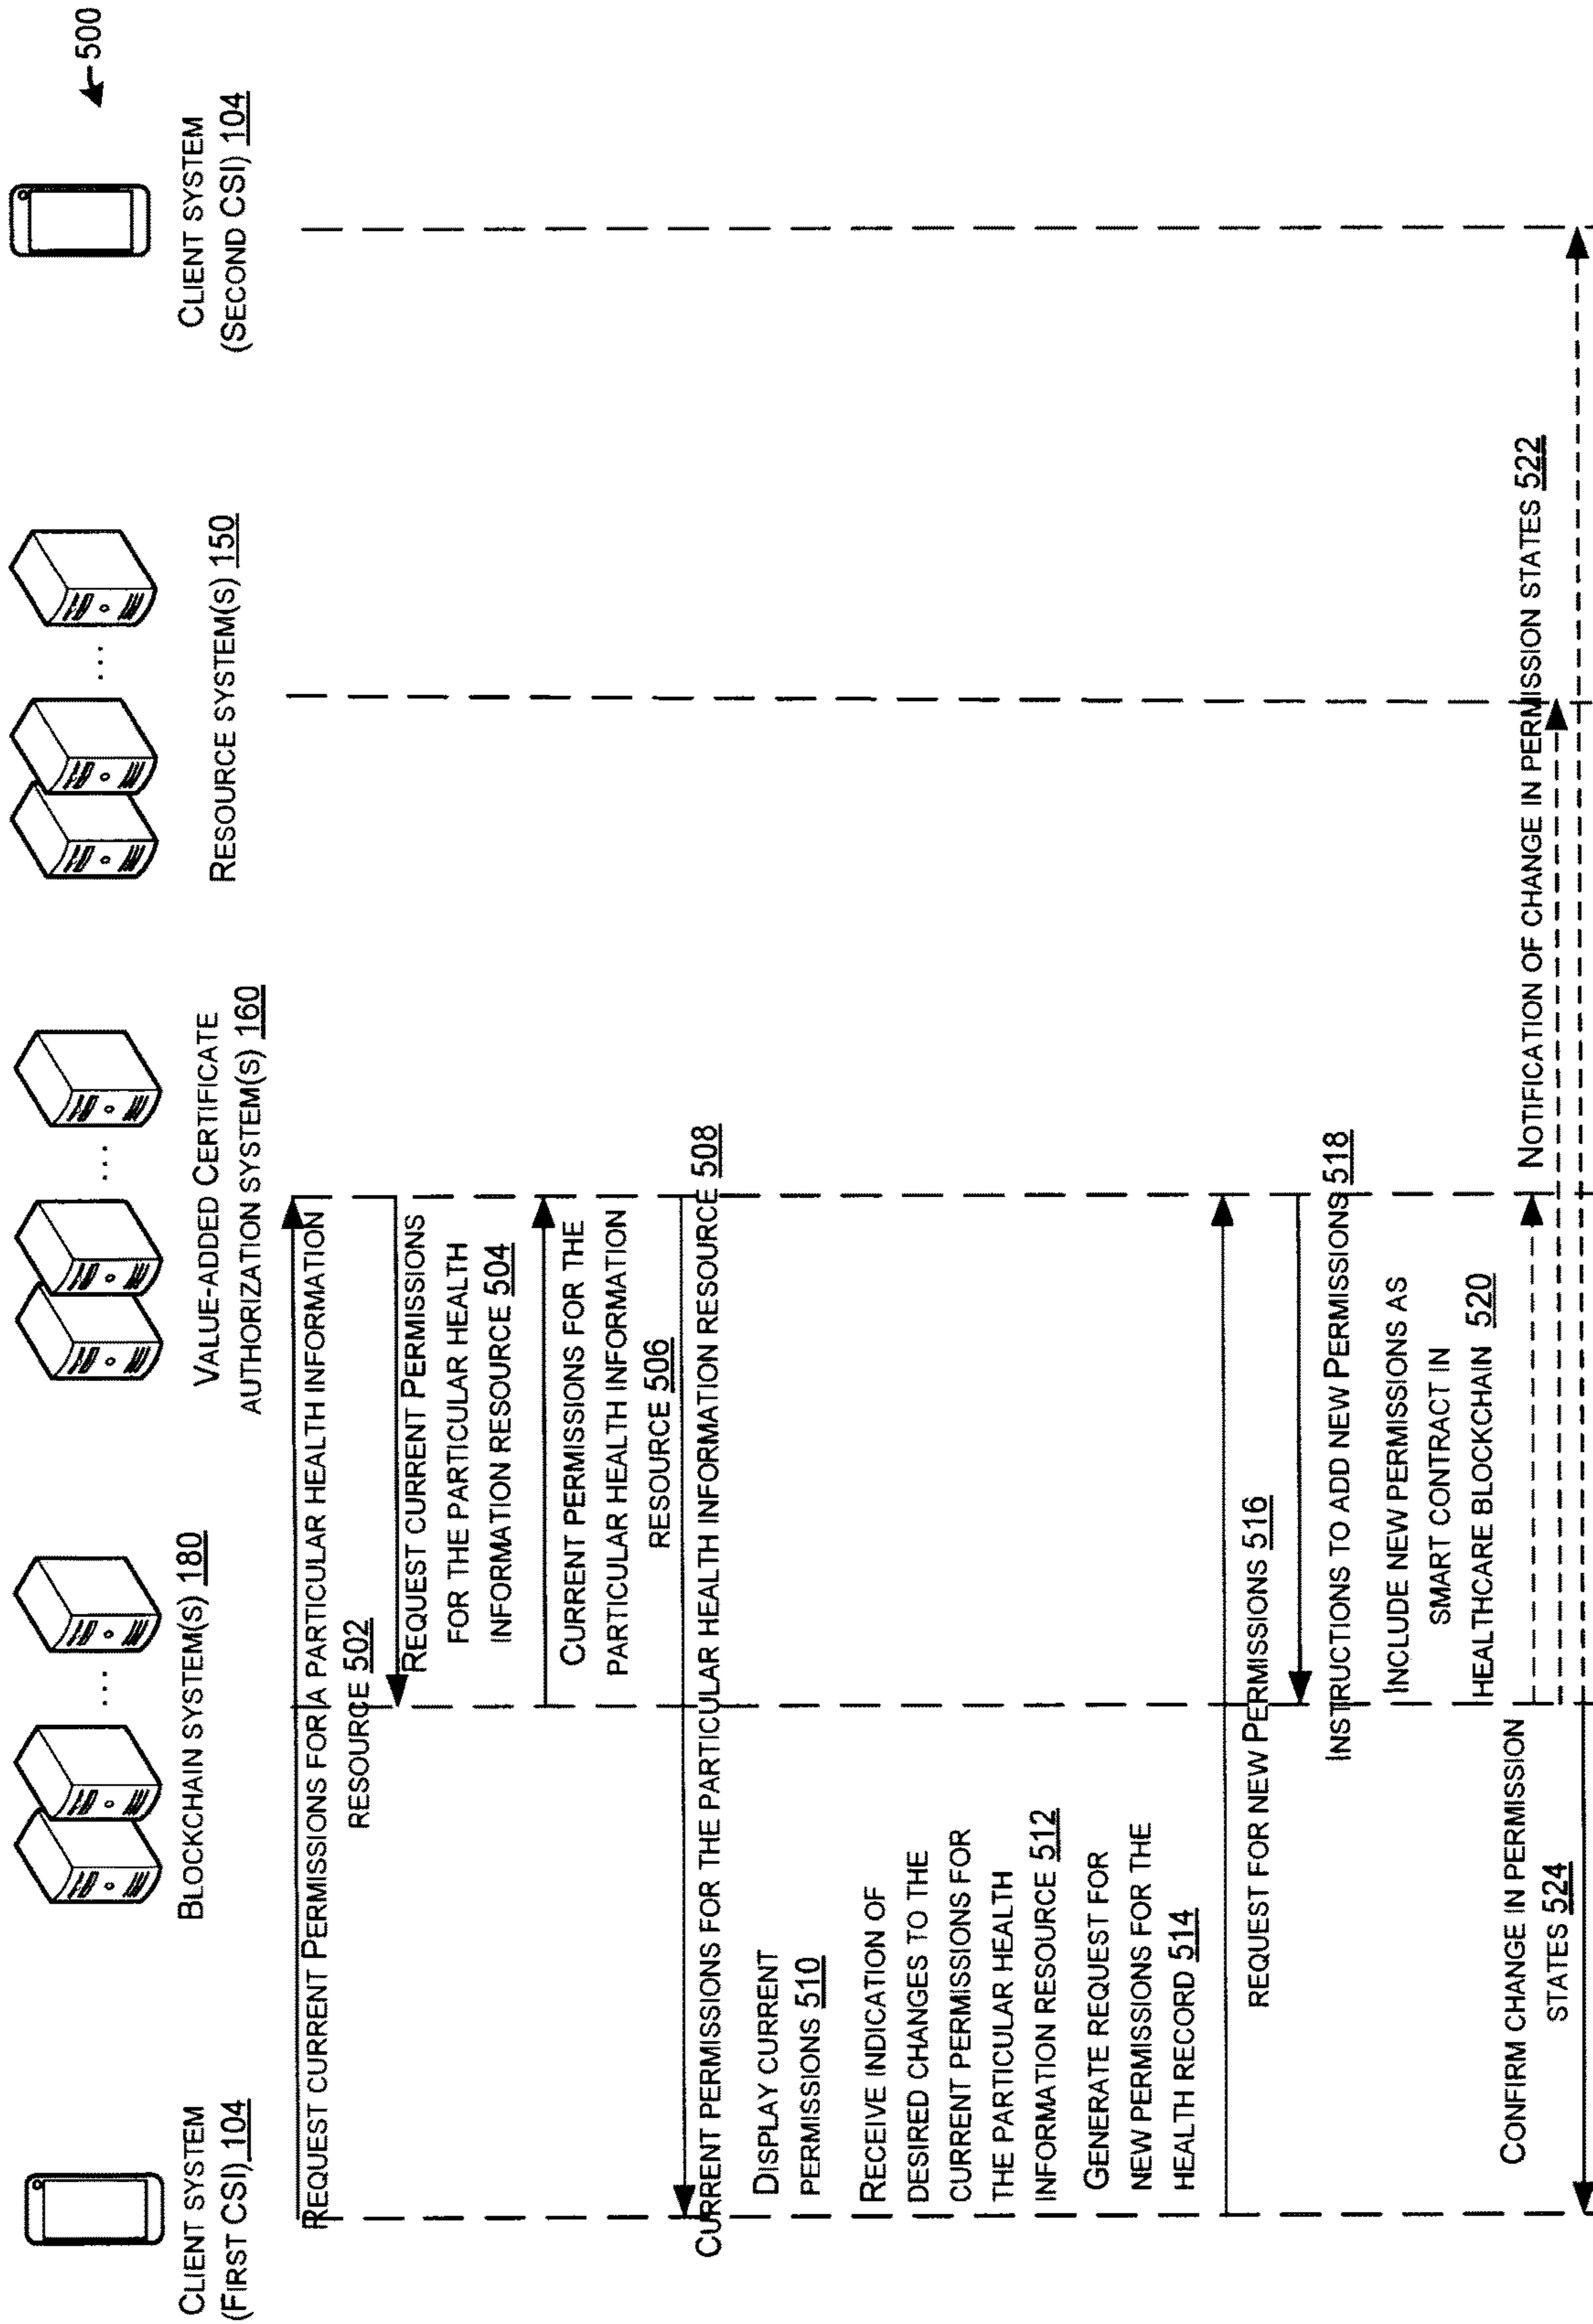 500
CLIENT SYSTEM
(FIRST CSI) 104
BLOCKCHAIN SYSTEM(S) 180
VALUE-ADDED CERTIFICATE
AUTHORIZATION SYSTEM(S) 160
RESOURCE SYSTEM(S) 150
CLIENT SYSTEM
(SECOND CSI) 104
REQUEST CURRENT PERMISSIONS FOR A PARTICULAR HEALTH INFORMATION
RESOURCE 502
REQUEST CURRENT PERMISSIONS
FOR THE PARTICULAR HEALTH
INFORMATION RESOURCE 504
CURRENT PERMISSIONS FOR THE
PARTICULAR HEALTH INFORMATION
RESOURCE 506
CURRENT PERMISSIONS FOR THE PARTICULAR HEALTH INFORMATION RESOURCE 508
DISPLAY CURRENT
PERMISSIONS 510
RECEIVE INDICATION OF
DESIRED CHANGES TO THE
CURRENT PERMISSIONS FOR
THE PARTICULAR HEALTH
INFORMATION RESOURCE 512
GENERATE REQUEST FOR
NEW PERMISSIONS FOR THE
HEALTH RECORD 514
REQUEST FOR NEW PERMISSIONS 516
INSTRUCTIONS TO ADD NEW PERMISSIONS 518
INCLUDE NEW PERMISSIONS AS
SMART CONTRACT IN
HEALTHCARE BLOCKCHAIN 520
NOTIFICATION OF CHANGE IN PERMISSION STATES 522
CONFIRM CHANGE IN PERMISSION
STATES 524